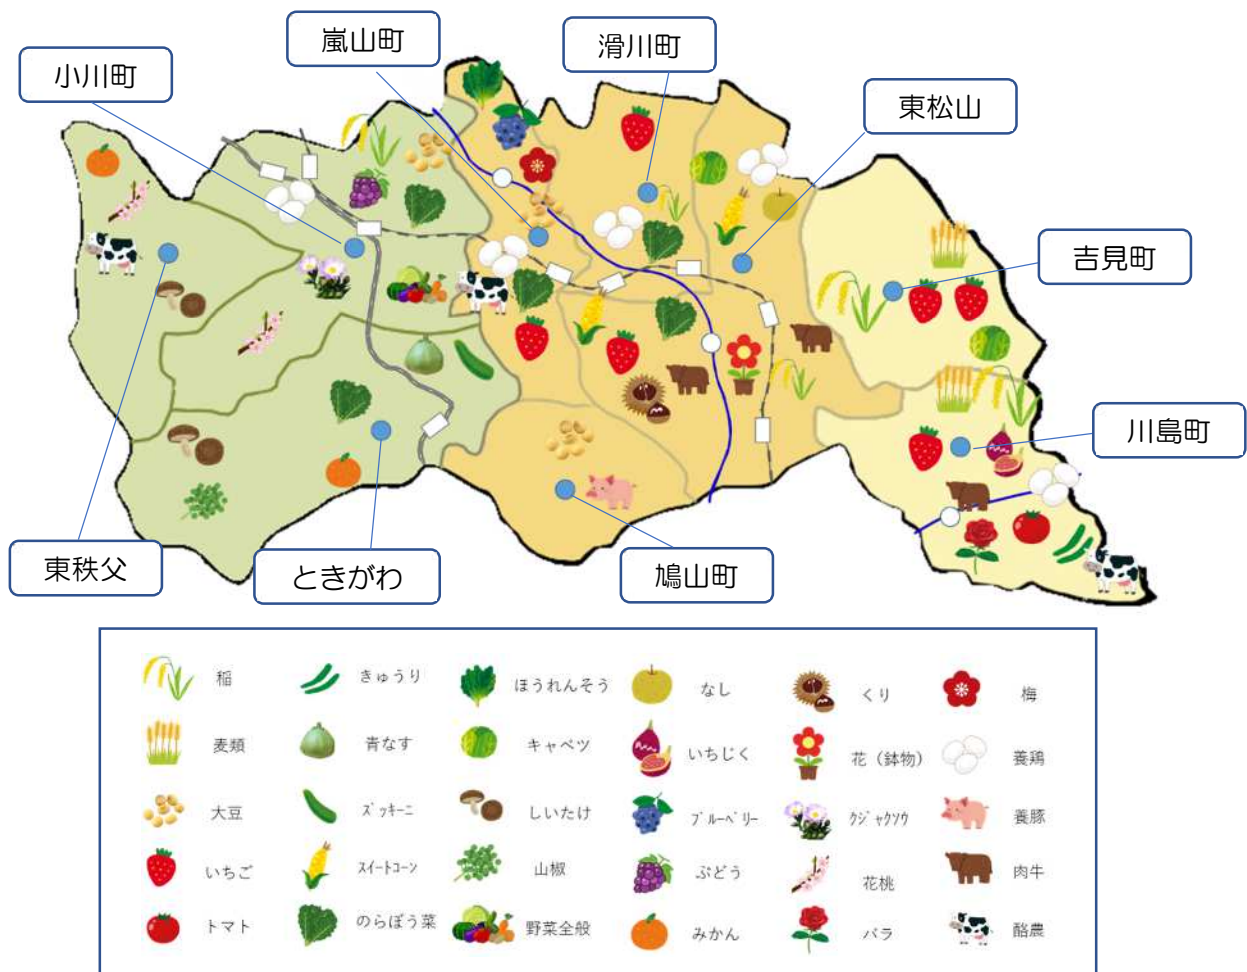 嵐山町
滑川町
小川町
東松山
吉見町
川島町
東秩父
ときがわ
鳩山町
稲
きゅうり
ほうれんそう
なし
くり
梅
麦類
青なす
キャベツ
いちじく
花（鉢物）
養鶏
大豆
ズッキーニ
しいたけ
ブルーベリー
クジャクソウ
養豚
いちご
スイートコーン
山椒
ぶどう
花桃
肉牛
トマト
のらぼう菜
野菜全般
みかん
バラ
酪農